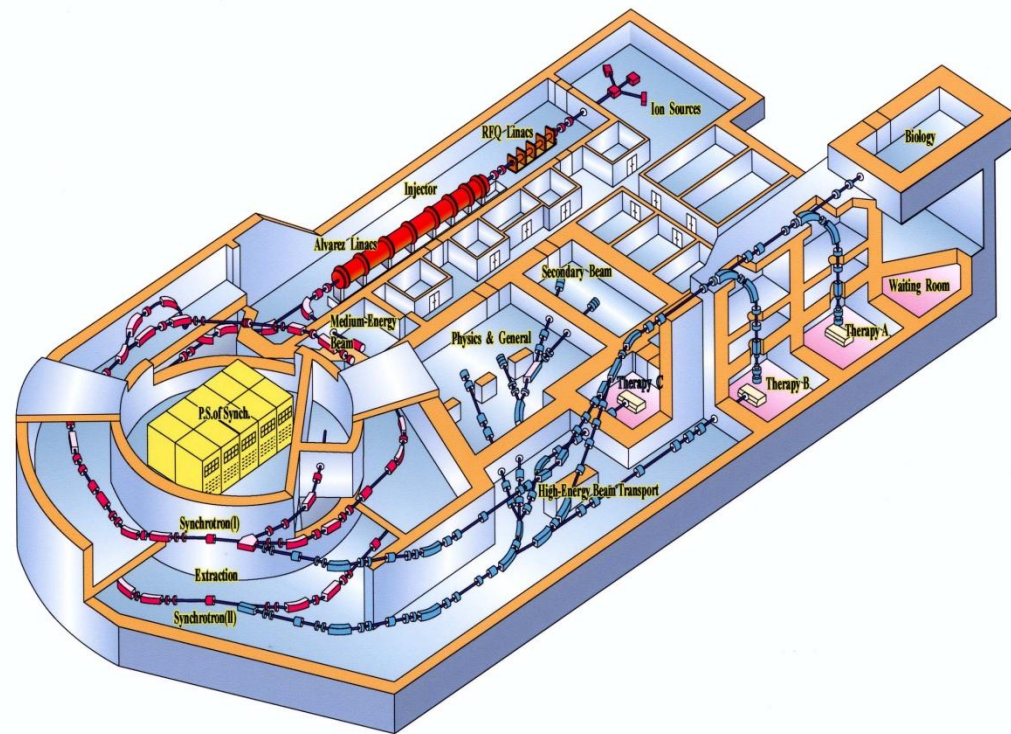 Ion Sources
RFQ Linacs
Biology
Injector
Alvarez Linacs
Secondary Beam
Waiting Room
Medium-Energy
Beam
Physics & General
Therapy A
Therapy C
Therapy B
P.S.of Synch.
High-Energy Beam Transport
Synchrotron(I)
Extraction
Synchrotron(II)